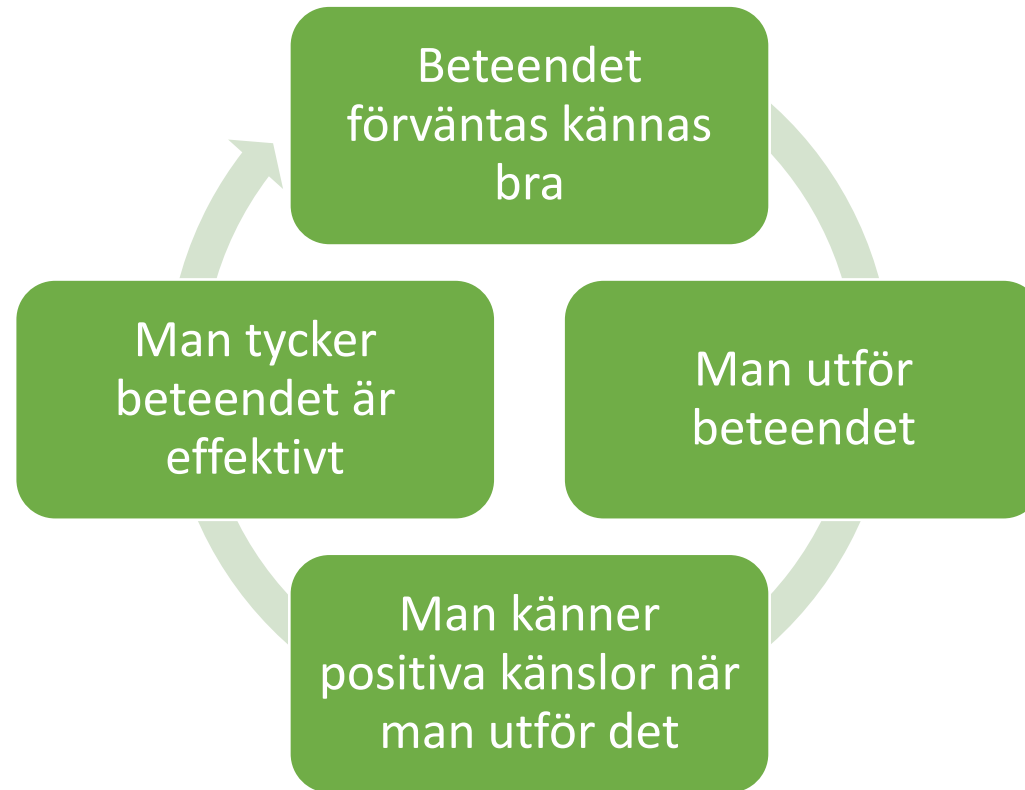 Beteendet
förväntas kännas
bra
Man utför
beteendet
Man känner
positiva känslor när
man utför det
Man tycker
beteendet är
effektivt